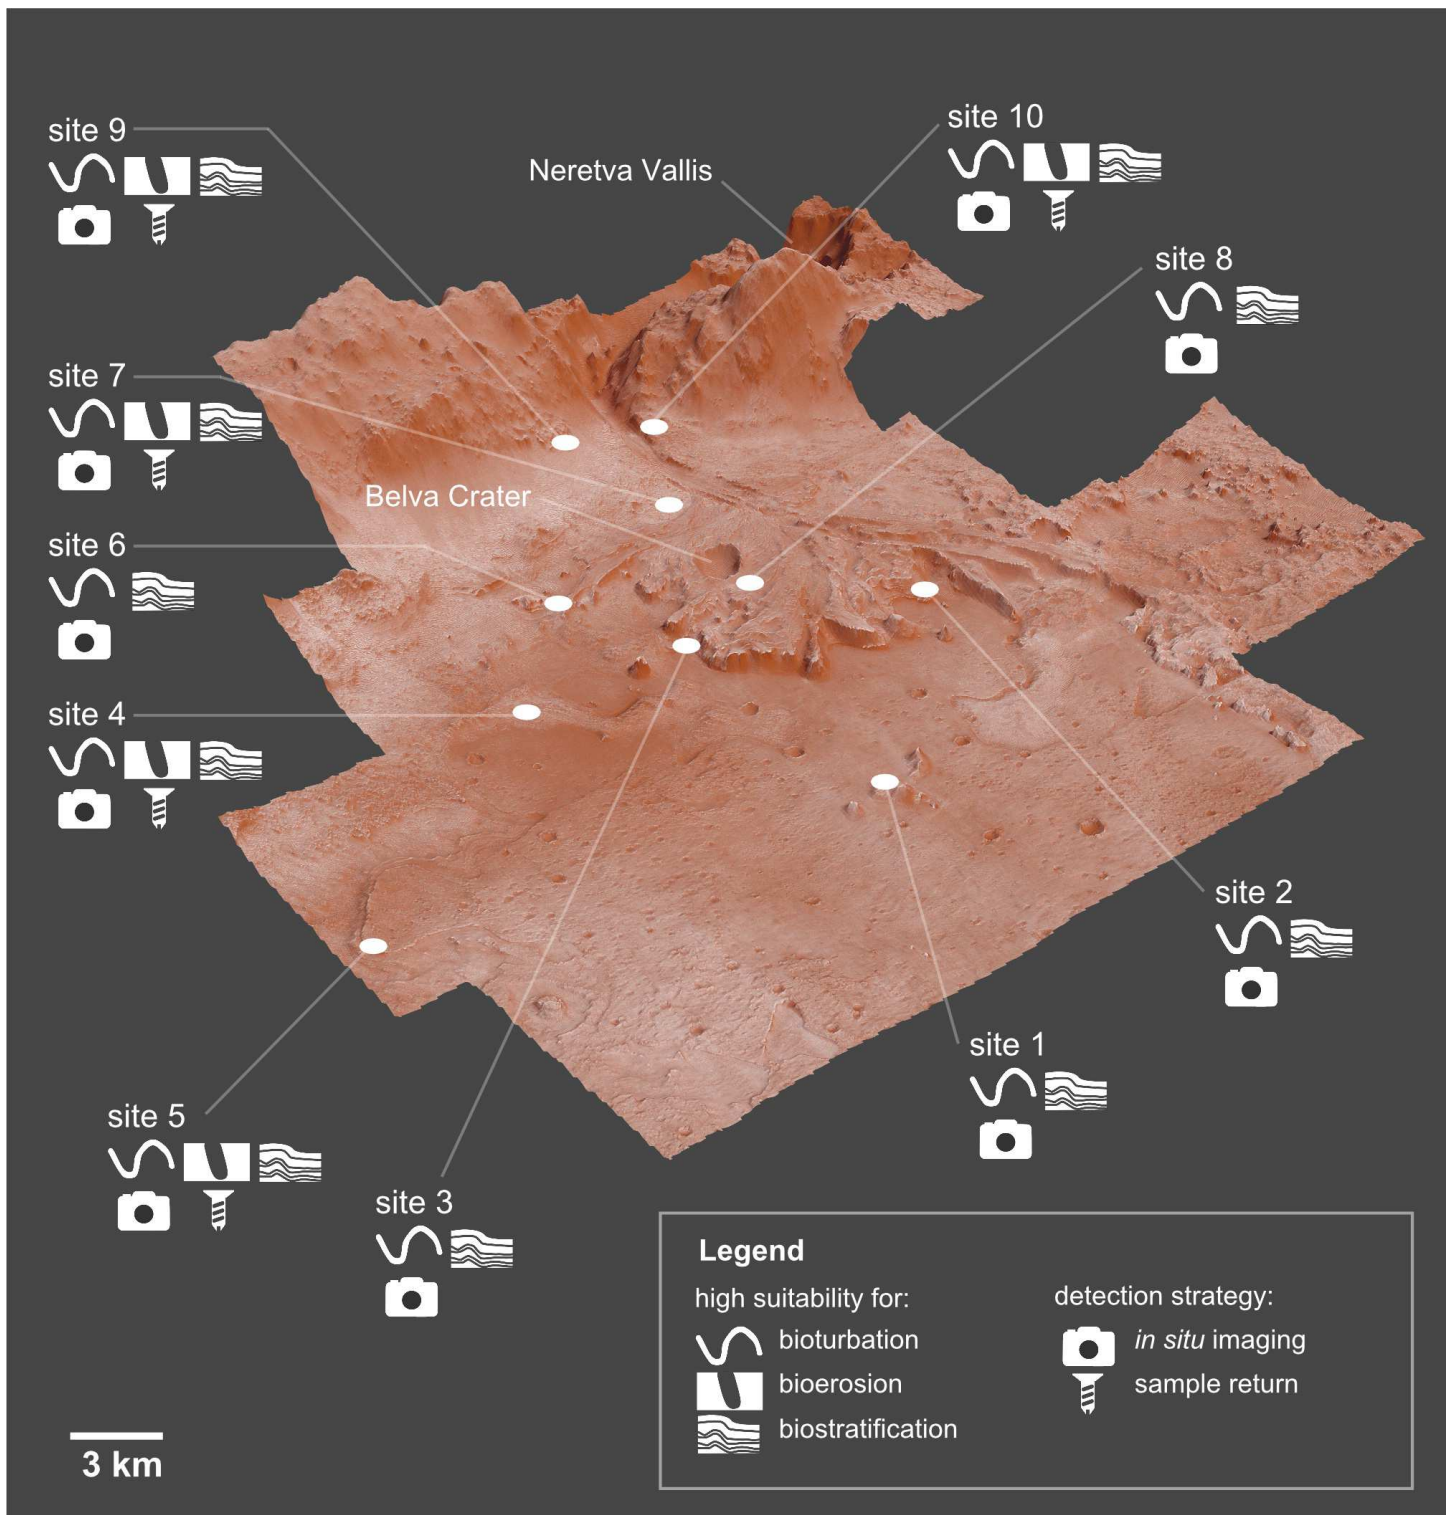 site 9
site 10
Neretva Vallis
site 8
site 7
Belva Crater
site 6
site 4
site 2
site 1
site 5
site 3
Legend
high suitability for:
bioturbation
bioerosion
biostratification
detection strategy:
in situ imaging
sample return
3 km